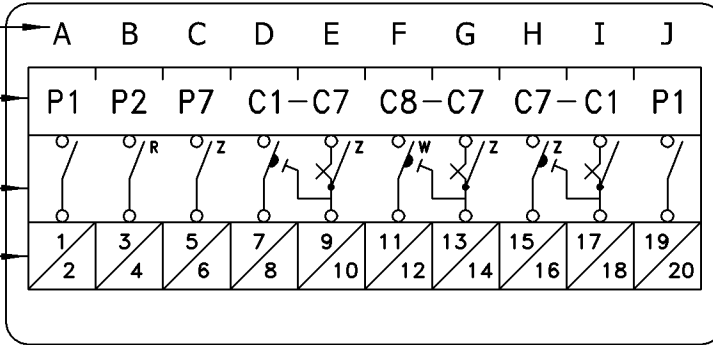 A B C D E F G H I J
P1 P2 P7 C1-C7 C8-C7 C7-C1 P1
R Z Z Z W Z Z
1 3 5 7 9 11 13 15 17 19
2 4 6 8 10 12 14 16 18 20